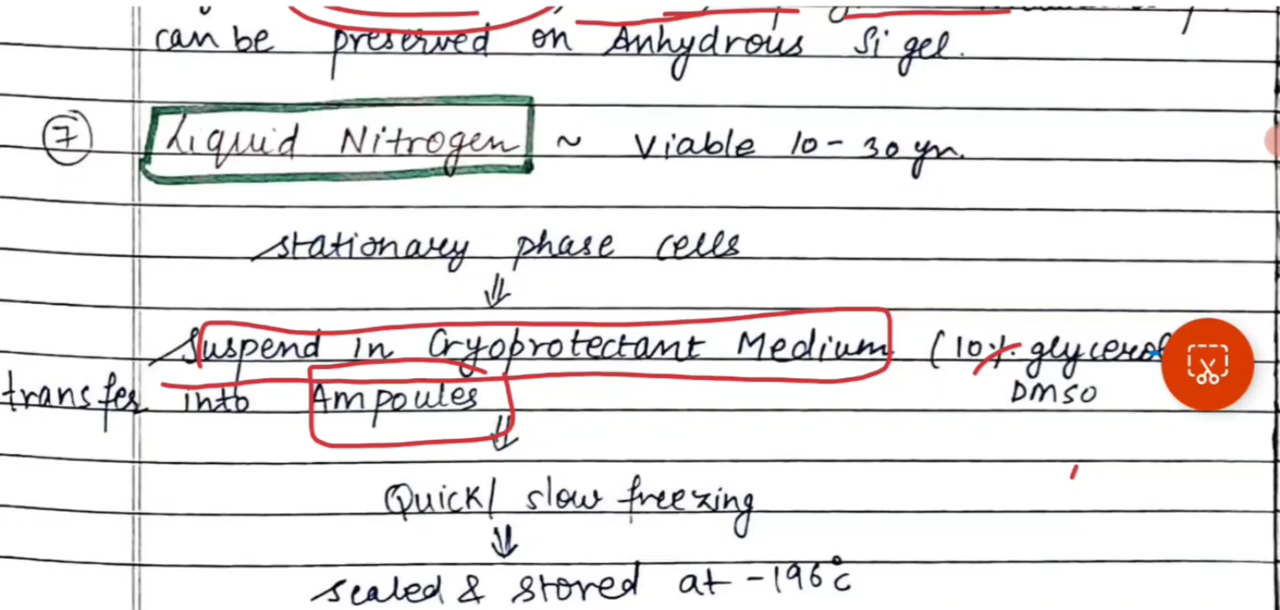 can be preserved on Anhydrous Si gel.
⑦ Liquid Nitrogen ~ Viable 10-30 yr.
stationary phase cells
⇓
Suspend in Cryoprotectant Medium (10% glycerol
DMSO
transfer into Ampoules
⇓
Quick/ slow freezing
⇓
sealed & stored at -196°c